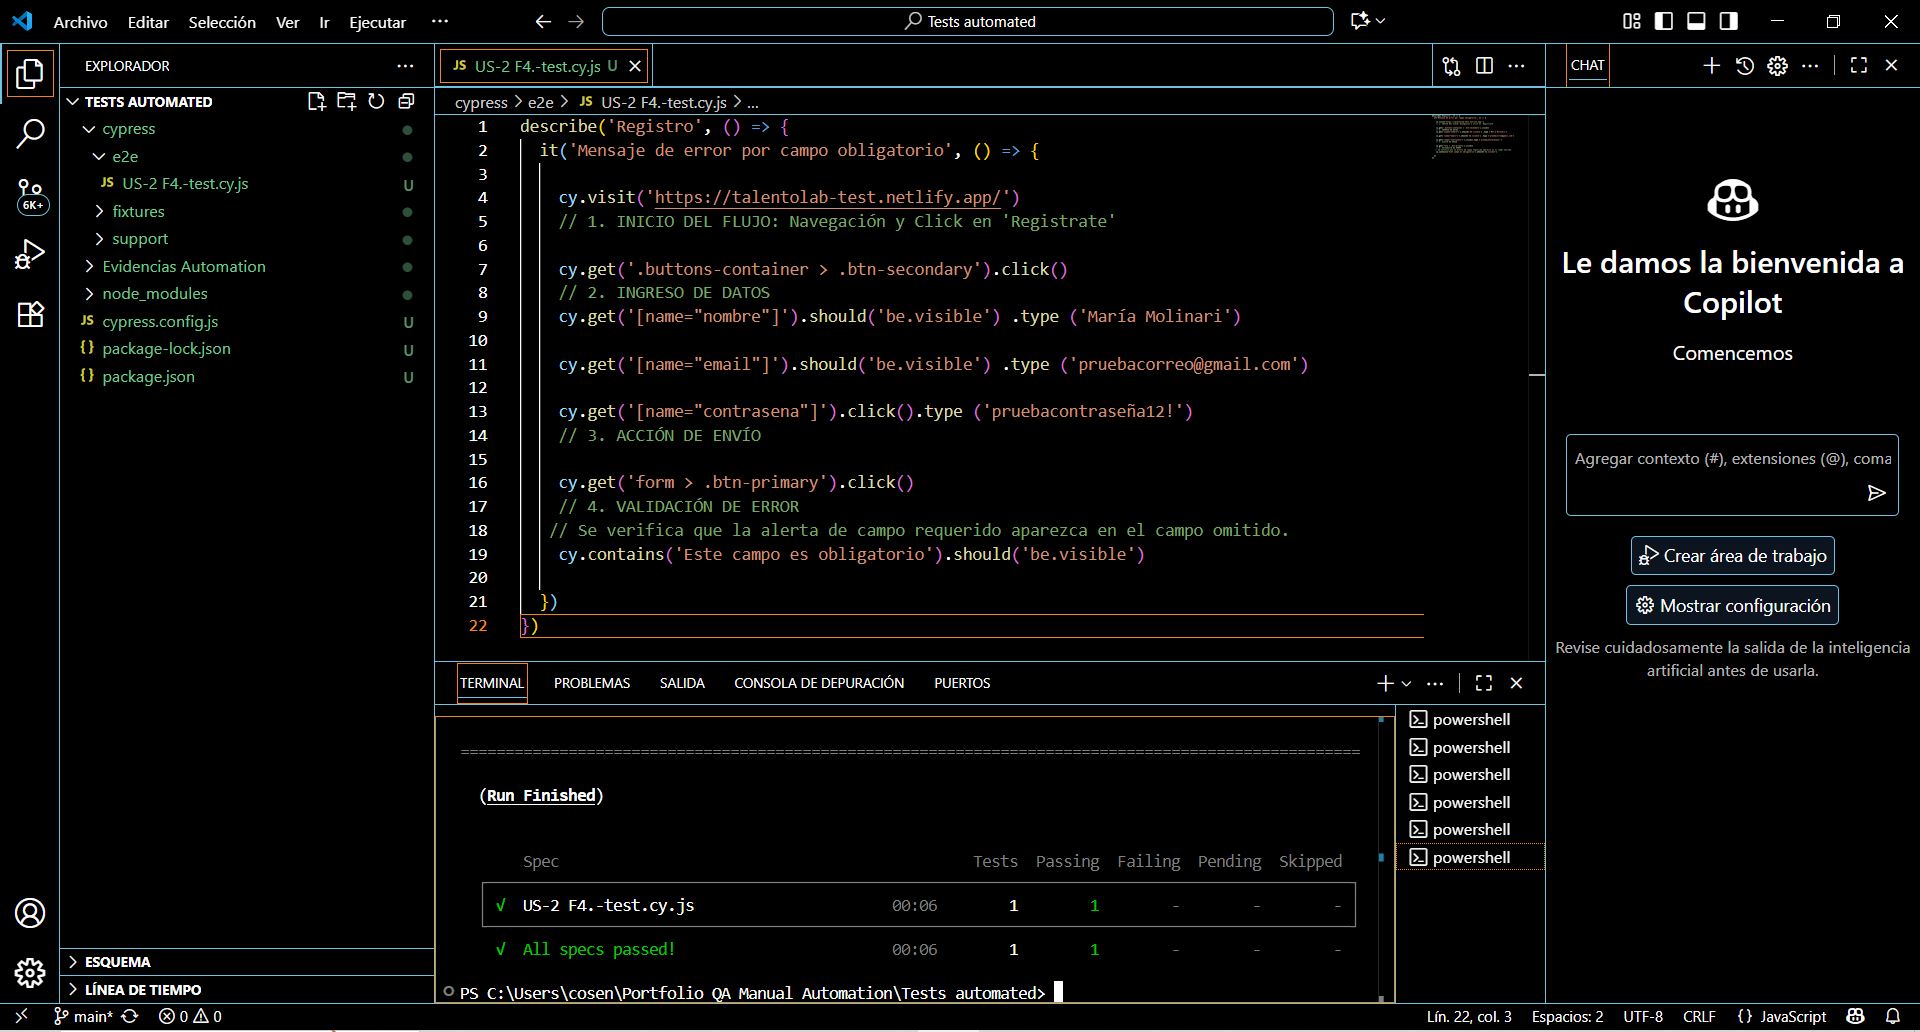 Archivo Editar Selección Ver Ir Ejecutar ···
Tests automated
EXPLORADOR
TESTS AUTOMATED
cypress
e2e
JS US-2 F4.-test.cy.js U
fixtures
support
Evidencias Automation
node_modules
JS cypress.config.js U
{} package-lock.json U
{} package.json U
6K+
ESQUEMA
LÍNEA DE TIEMPO
JS US-2 F4.-test.cy.js U
cypress > e2e > JS US-2 F4.-test.cy.js > ...
1 describe('Registro', () => {
2 it('Mensaje de error por campo obligatorio', () => {
3
4 cy.visit('https://talentolab-test.netlify.app/')
5 // 1. INICIO DEL FLUJO: Navegación y Click en 'Registrate'
6
7 cy.get('.buttons-container > .btn-secondary').click()
8 // 2. INGRESO DE DATOS
9 cy.get('[name="nombre"]').should('be.visible') .type ('María Molinari')
10
11 cy.get('[name="email"]').should('be.visible') .type ('pruebacorreo@gmail.com')
12
13 cy.get('[name="contrasena"]').click().type ('pruebacontraseña12!')
14 // 3. ACCIÓN DE ENVÍO
15
16 cy.get('form > .btn-primary').click()
17 // 4. VALIDACIÓN DE ERROR
18 // Se verifica que la alerta de campo requerido aparezca en el campo omitido.
19 cy.contains('Este campo es obligatorio').should('be.visible')
20
21 })
22 })
TERMINAL PROBLEMAS SALIDA CONSOLA DE DEPURACIÓN PUERTOS
====================================================================================================
(Run Finished)
Spec Tests Passing Failing Pending Skipped
√ US-2 F4.-test.cy.js 00:06 1 1 - - -
√ All specs passed! 00:06 1 1 - - -
PS C:\Users\cosen\Portfolio QA Manual Automation\Tests automated>
powershell
powershell
powershell
powershell
powershell
powershell
CHAT
Le damos la bienvenida a
Copilot
Comencemos
Agregar contexto (#), extensiones (@), coma
Crear área de trabajo
Mostrar configuración
Revise cuidadosamente la salida de la inteligencia
artificial antes de usarla.
main* 0 0 Lín. 22, col. 3 Espacios: 2 UTF-8 CRLF {} JavaScript